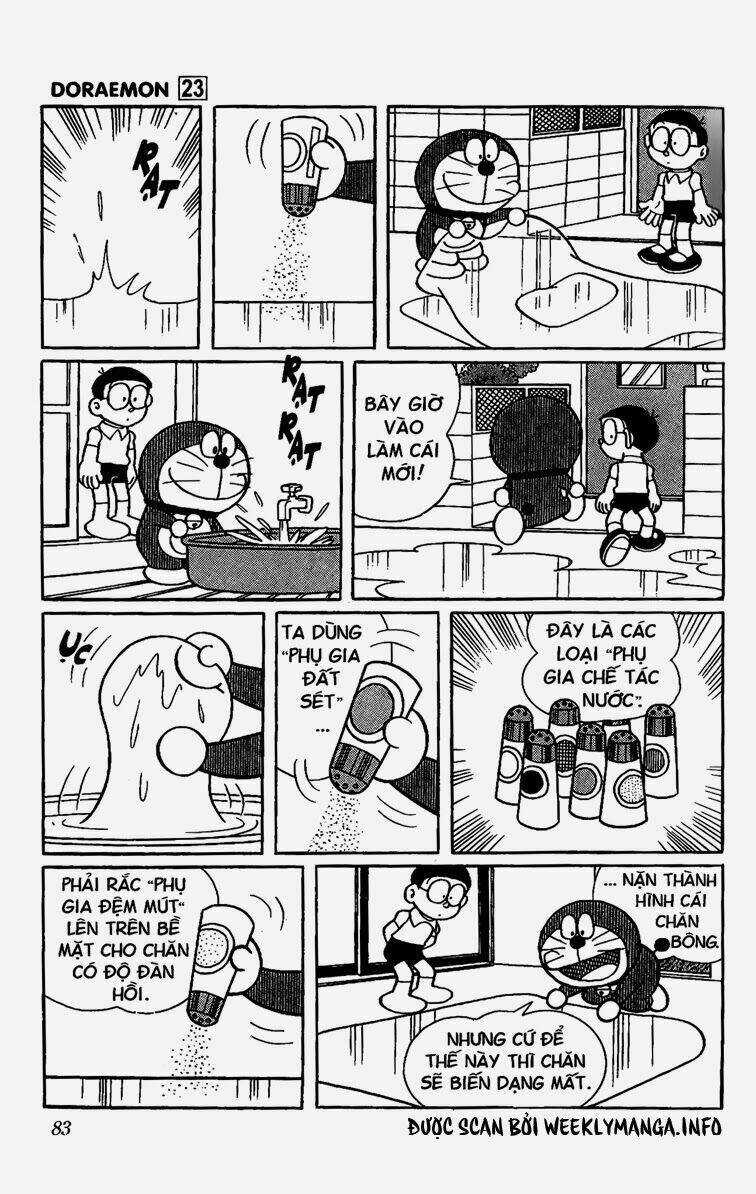 DORAEMON 23
RẠT
RẠT
BÂY GIỜ
VÀO
LÀM CÁI
MỚI!
RẠT
RẠT
RẠT
RẠT
ĐÂY LÀ CÁC
LOẠI "PHỤ
GIA CHẾ TÁC
NƯỚC".
TA DÙNG
"PHỤ GIA
ĐẤT
SÉT"
...
ỤC
... NẶN THÀNH
HÌNH CÁI
CHĂN
BÔNG.
NHƯNG CỨ ĐỂ
THẾ NÀY THÌ CHĂN
SẼ BIẾN DẠNG MẤT.
PHẢI RẮC "PHỤ
GIA ĐỆM MÚT"
LÊN TRÊN BỀ
MẶT CHO CHĂN
CÓ ĐỘ ĐÀN
HỒI.
83
ĐƯỢC SCAN BỞI WEEKLYMANGA.INFO